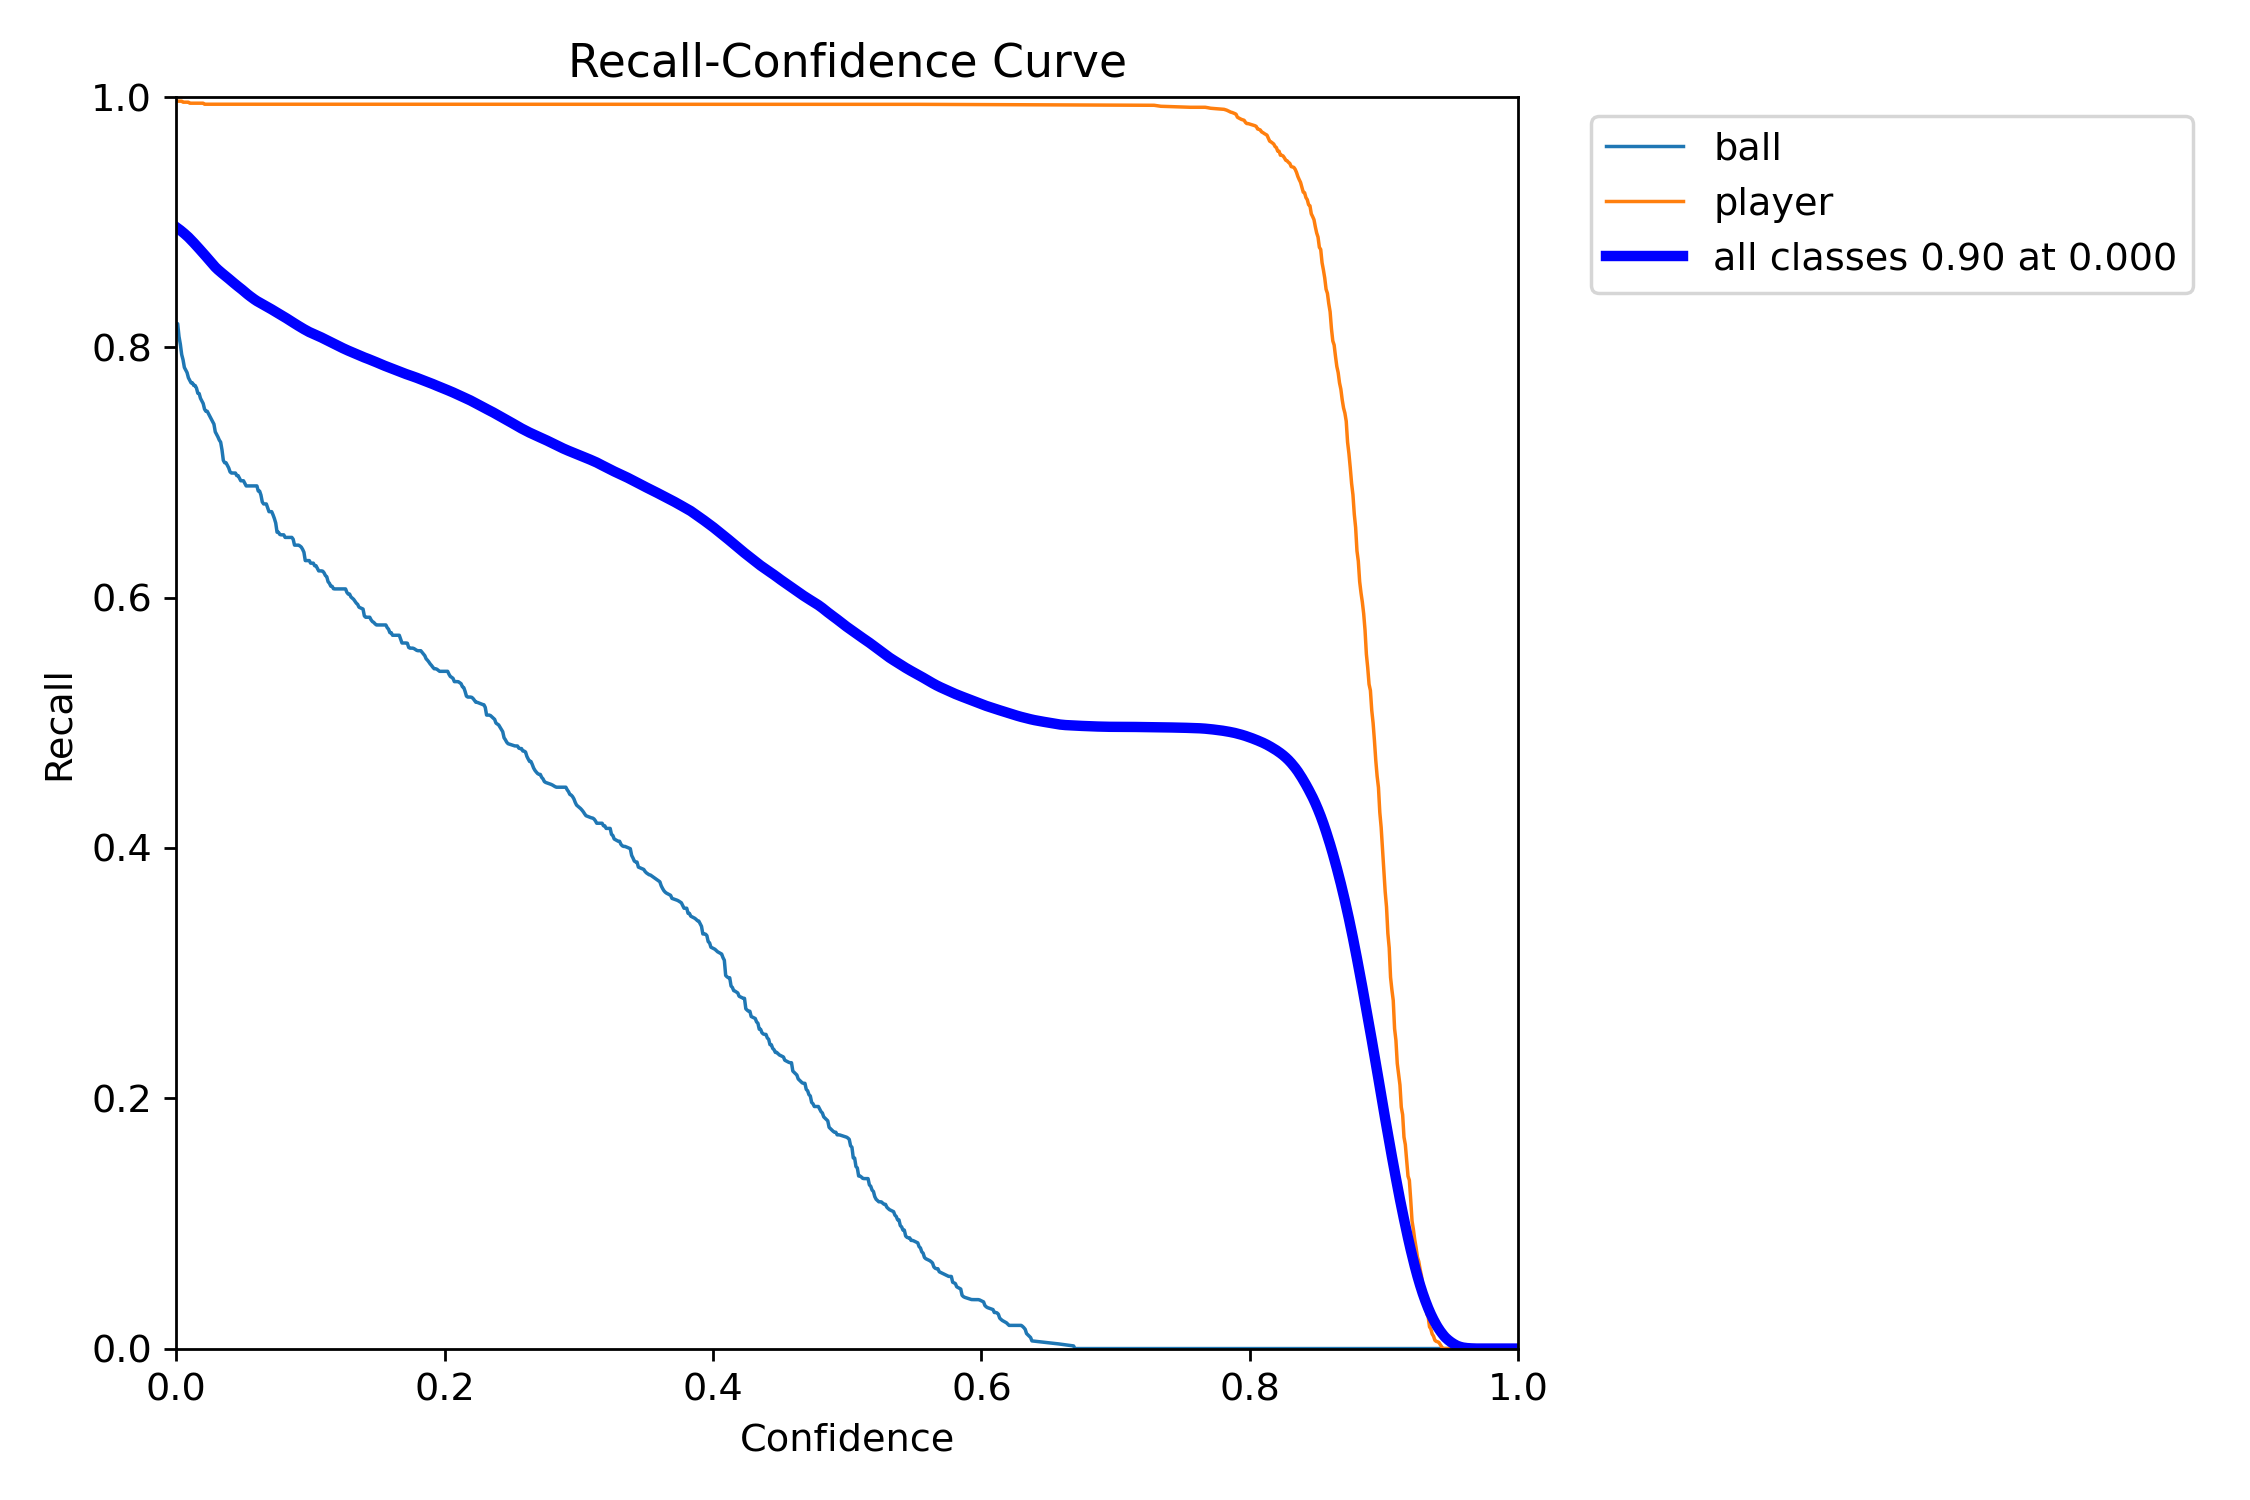 Recall-Confidence Curve
1.0
0.8
0.6
0.4
0.2
0.0
Recall
0.0 0.2 0.4 0.6 0.8 1.0
Confidence
ball
player
all classes 0.90 at 0.000